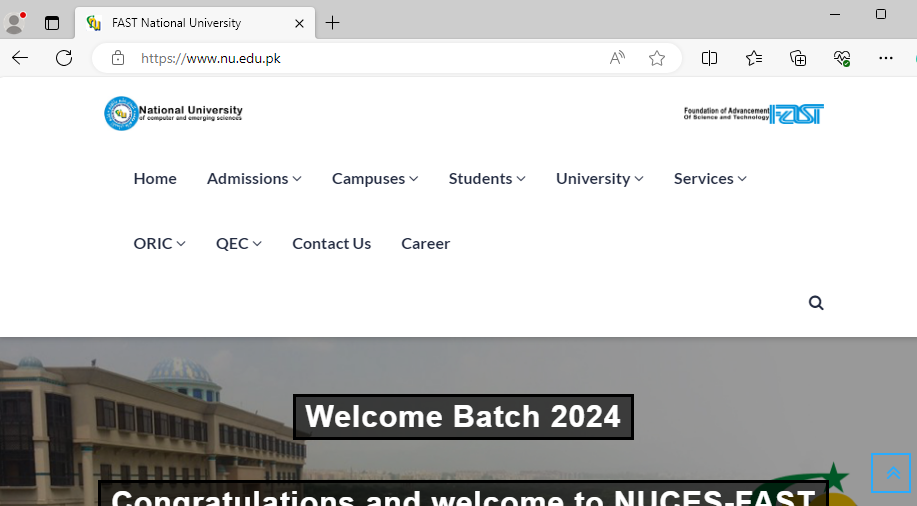 FAST National University
https://www.nu.edu.pk
National University
of computer and emerging sciences
Foundation of Advancement
Of Science and Technology
FAST
Home Admissions Campuses Students University Services
ORIC QEC Contact Us Career
Welcome Batch 2024
Congratulations and welcome to NUCES-FAST